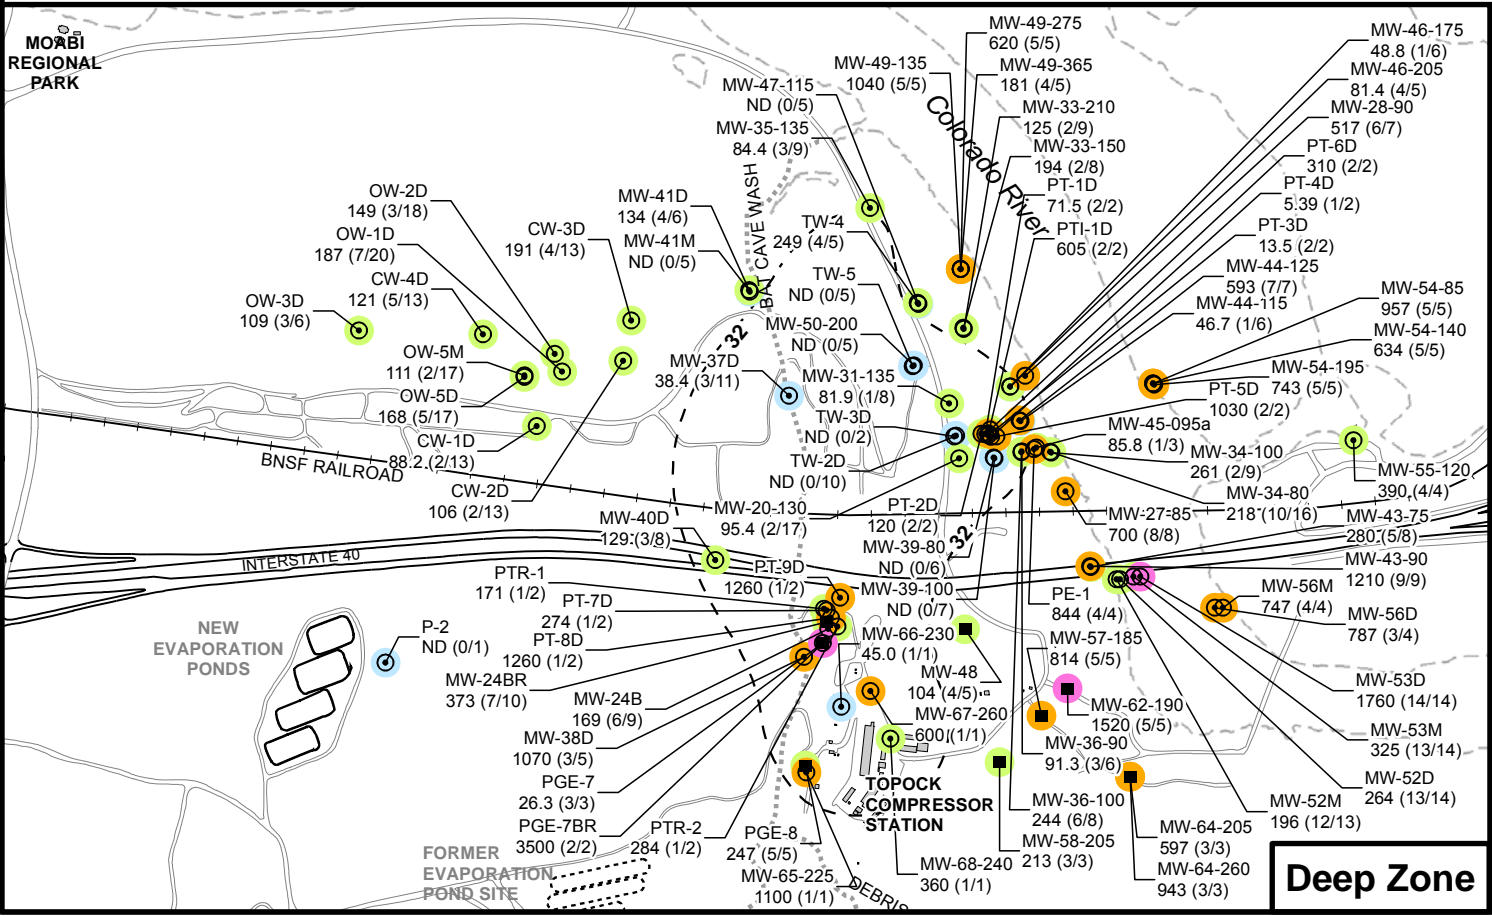 MOABI
REGIONAL
PARK
MW-49-275
620 (5/5)
MW-49-135
1040 (5/5)
MW-49-365
181 (4/5)
MW-46-175
48.8 (1/6)
MW-46-205
81.4 (4/5)
MW-47-115
ND (0/5)
MW-35-135
84.4 (3/9)
Colorado River
MW-33-210
125 (2/9)
MW-28-90
517 (6/7)
MW-33-150
194 (2/8)
PT-6D
310 (2/2)
PT-1D
71.5 (2/2)
PT-4D
5.39 (1/2)
PTI-1D
605 (2/2)
PT-3D
13.5 (2/2)
OW-2D
149 (3/18)
MW-41D
134 (4/6)
BAT CAVE WASH
TW-4
249 (4/5)
OW-1D
187 (7/20)
CW-3D
191 (4/13)
MW-41M
ND (0/5)
TW-5
ND (0/5)
MW-44-125
593 (7/7)
MW-44-115
46.7 (1/6)
MW-54-85
957 (5/5)
CW-4D
121 (5/13)
OW-3D
109 (3/6)
MW-50-200
ND (0/5)
32
MW-54-140
634 (5/5)
OW-5M
111 (2/17)
MW-37D
38.4 (3/11)
MW-31-135
81.9 (1/8)
MW-54-195
743 (5/5)
OW-5D
168 (5/17)
PT-5D
1030 (2/2)
TW-3D
ND (0/2)
MW-45-095a
85.8 (1/3)
CW-1D
88.2 (2/13)
BNSF RAILROAD
TW-2D
ND (0/10)
MW-34-100
261 (2/9)
MW-55-120
390 (4/4)
CW-2D
106 (2/13)
MW-20-130
95.4 (2/17)
PT-2D
120 (2/2)
MW-34-80
218 (10/16)
MW-27-85
700 (8/8)
MW-43-75
280 (5/8)
MW-40D
129 (3/8)
32
MW-39-80
ND (0/6)
MW-43-90
1210 (9/9)
INTERSTATE 40
PTR-1
171 (1/2)
PT-9D
1260 (1/2)
MW-39-100
ND (0/7)
PE-1
844 (4/4)
MW-56M
747 (4/4)
MW-56D
787 (3/4)
PT-7D
274 (1/2)
NEW
EVAPORATION
PONDS
P-2
ND (0/1)
PT-8D
1260 (1/2)
MW-66-230
45.0 (1/1)
MW-57-185
814 (5/5)
MW-24BR
373 (7/10)
MW-48
104 (4/5)
MW-53D
1760 (14/14)
MW-24B
169 (6/9)
MW-62-190
1520 (5/5)
MW-67-260
600 (1/1)
MW-53M
325 (13/14)
MW-38D
1070 (3/5)
MW-36-90
91.3 (3/6)
MW-52D
264 (13/14)
PGE-7
26.3 (3/3)
TOPOCK
COMPRESSOR
STATION
MW-36-100
244 (6/8)
MW-52M
196 (12/13)
PGE-7BR
3500 (2/2)
PTR-2
284 (1/2)
PGE-8
247 (5/5)
MW-58-205
213 (3/3)
MW-64-205
597 (3/3)
FORMER
EVAPORATION
POND SITE
MW-68-240
360 (1/1)
MW-64-260
943 (3/3)
MW-65-225
1100 (1/1)
DEBRIS
Deep Zone